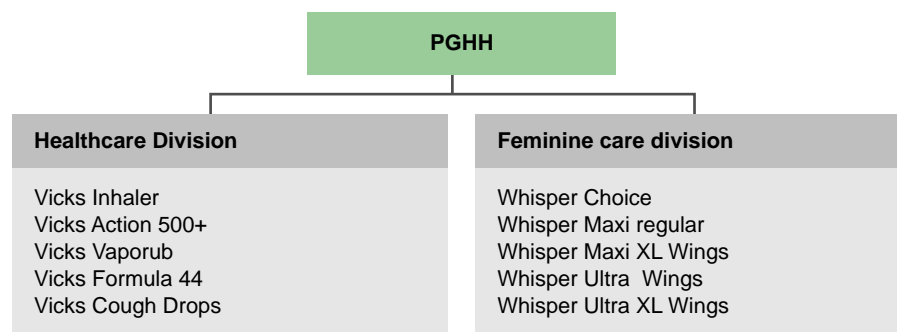 PGHH
Healthcare Division
Vicks Inhaler
Vicks Action 500+
Vicks Vaporub
Vicks Formula 44
Vicks Cough Drops
Feminine care division
Whisper Choice
Whisper Maxi regular
Whisper Maxi XL Wings
Whisper Ultra  Wings
Whisper Ultra XL Wings